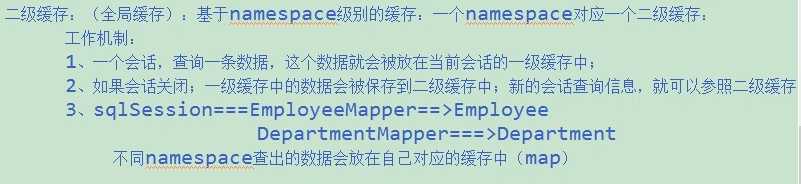 二级缓存：（全局缓存）：基于namespace级别的缓存：一个namespace对应一个二级缓存：
工作机制：
1、一个会话，查询一条数据，这个数据就会被放在当前会话的一级缓存中；
2、如果会话关闭；一级缓存中的数据会被保存到二级缓存中；新的会话查询信息，就可以参照二级缓存
3、sqlSession===EmployeeMapper==>Employee
DepartmentMapper===>Department
不同namespace查出的数据会放在自己对应的缓存中（map）